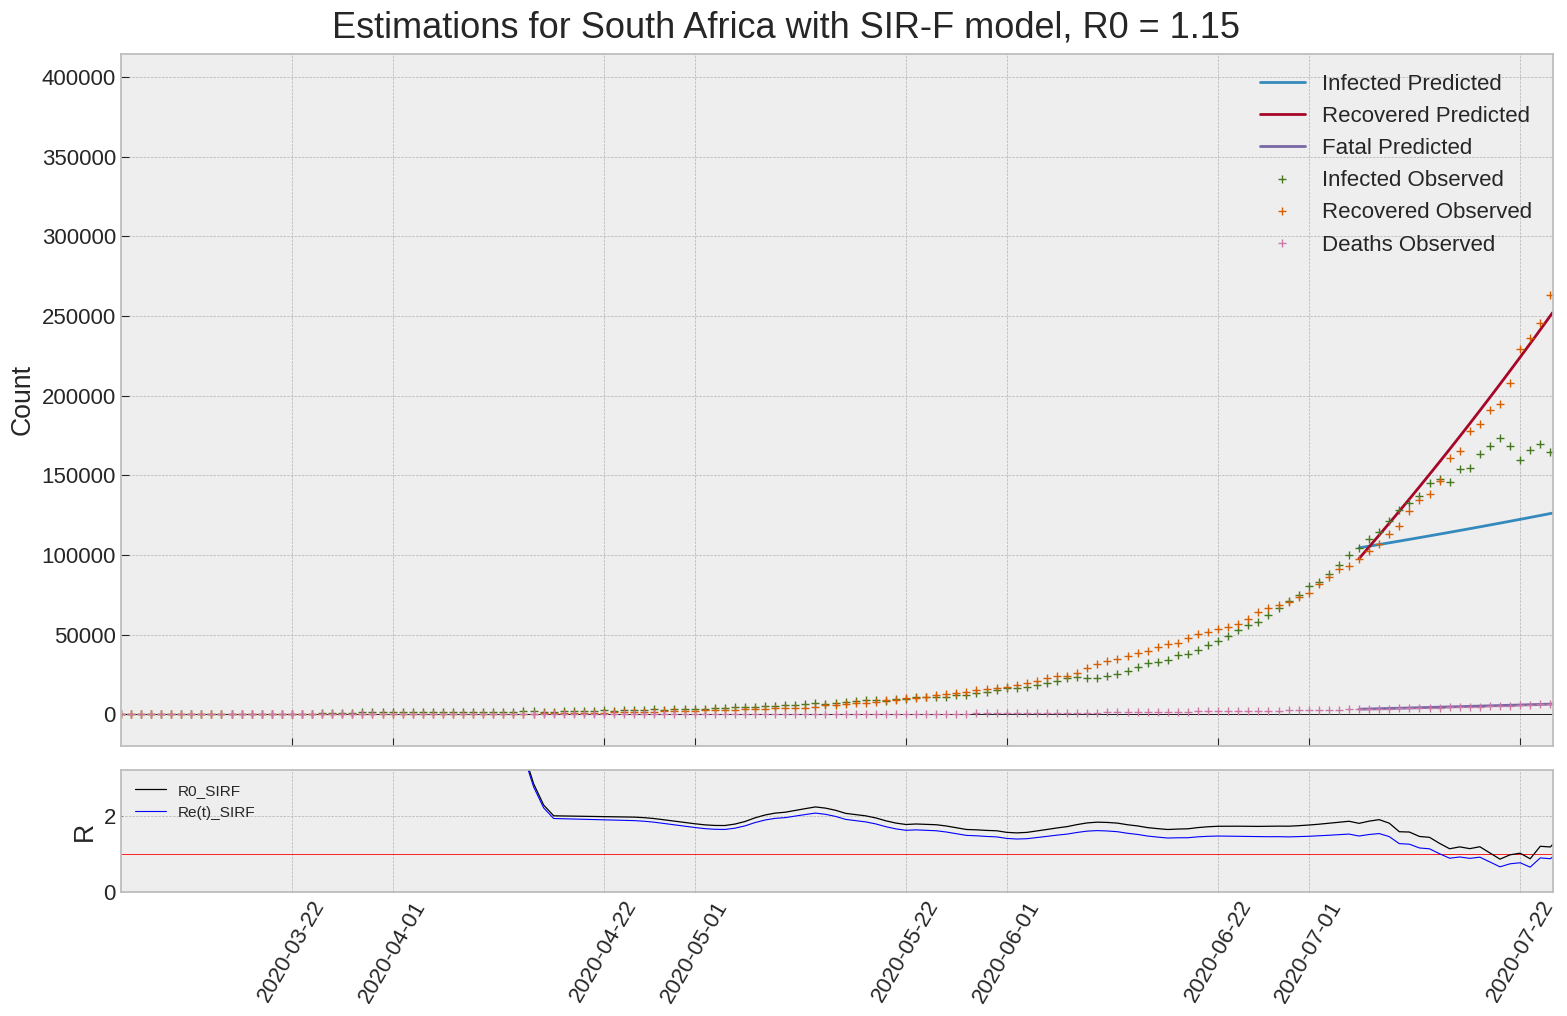 Estimations for South Africa with SIR-F model, R0 = 1.15
400000
350000
300000
250000
200000
150000
100000
50000
0
Count
Infected Predicted
Recovered Predicted
Fatal Predicted
Infected Observed
Recovered Observed
Deaths Observed
R0_SIRF
Re(t)_SIRF
2
0
R
2020-03-22
2020-04-01
2020-04-22
2020-05-01
2020-05-22
2020-06-01
2020-06-22
2020-07-01
2020-07-22